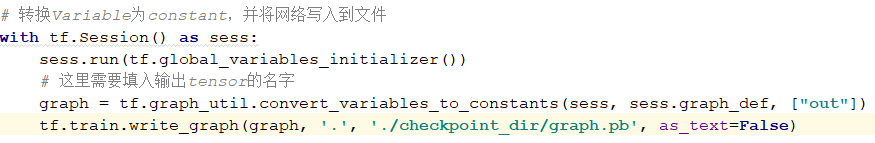 # 转换Variable为constant，并将网络写入到文件
with tf.Session() as sess:
    sess.run(tf.global_variables_initializer())
    # 这里需要填入输出tensor的名字
    graph = tf.graph_util.convert_variables_to_constants(sess, sess.graph_def, ["out"])
    tf.train.write_graph(graph, '.', './checkpoint_dir/graph.pb', as_text=False)